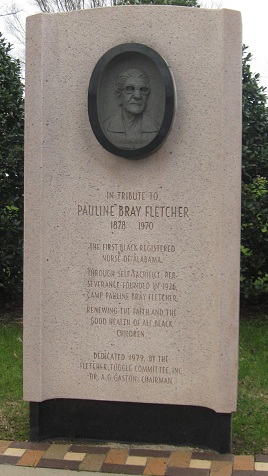 IN TRIBUTE TO
PAULINE BRAY FLETCHER
1878 1970
THE FIRST BLACK REGISTERED
NURSE OF ALABAMA.
THROUGH SELF-SACRIFICE, PER-
SEVERANCE FOUNDED IN 1926,
CAMP PAULINE BRAY FLETCHER,
RENEWING THE FAITH AND THE
GOOD HEALTH OF ALL BLACK
CHILDREN.
DEDICATED 1979, BY THE
FLETCHER, TUGGLE COMMITTEE, INC.
DR. A.G. GASTON, CHAIRMAN